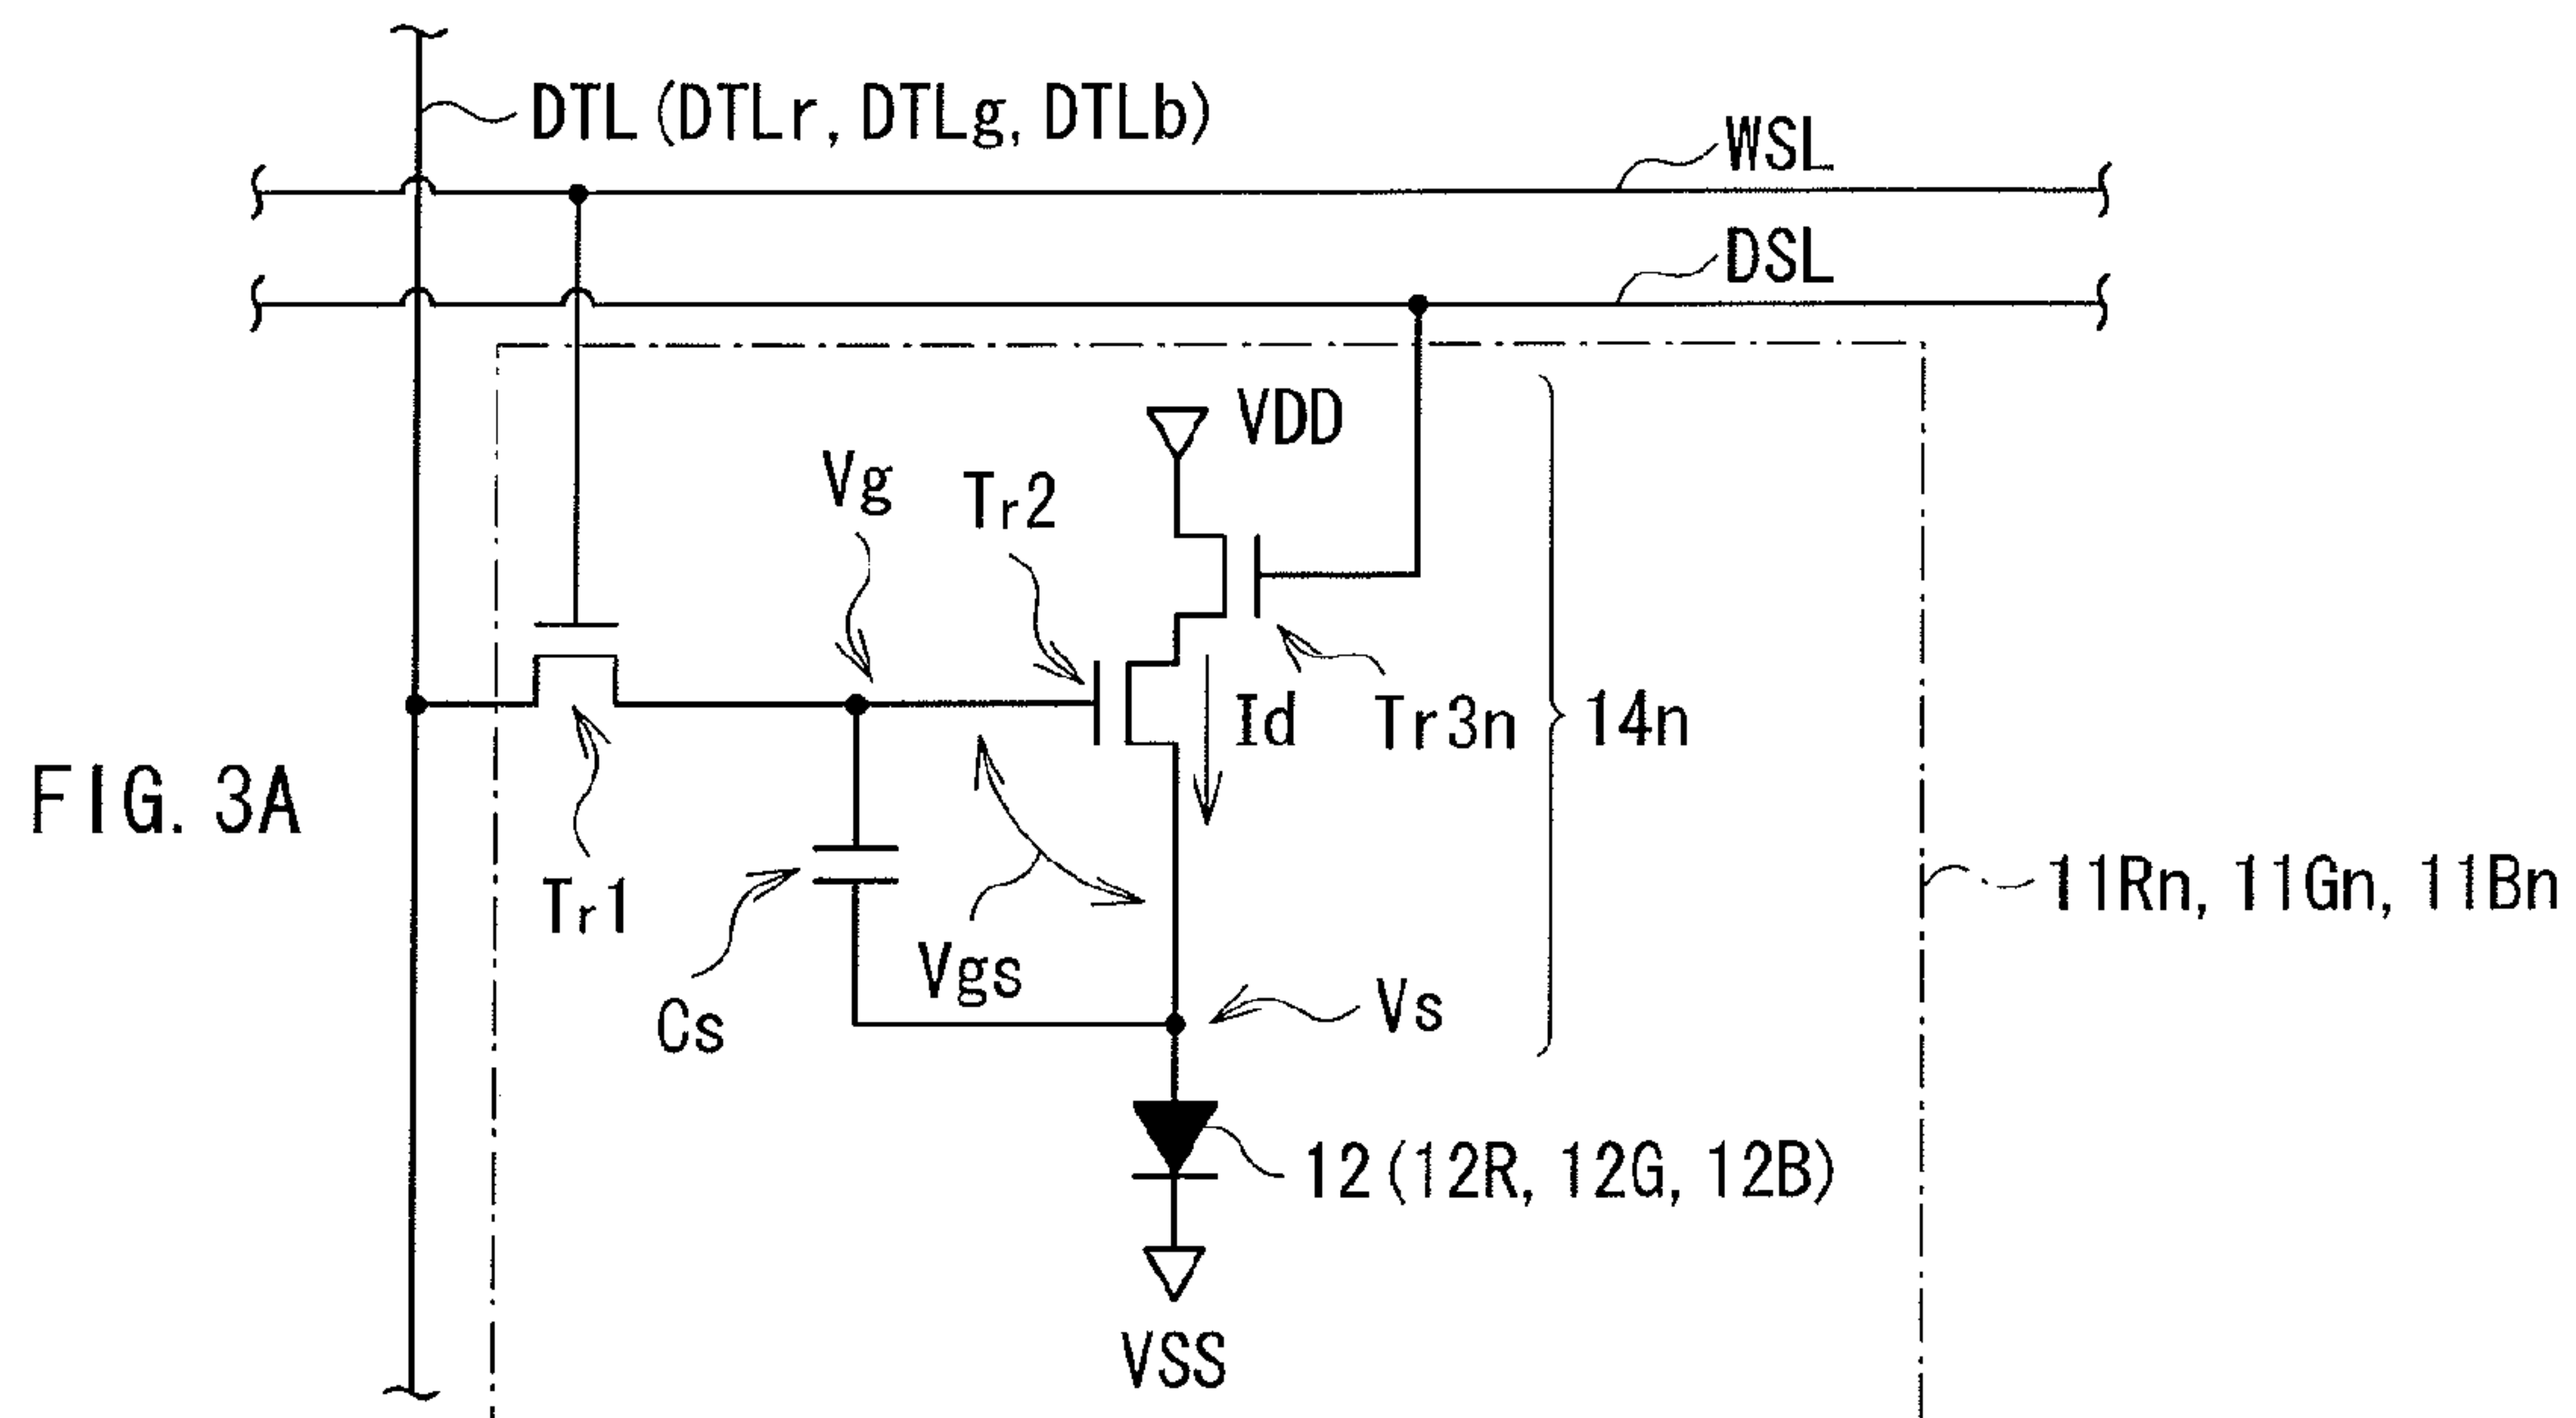 DTL (DTLr, DTLg, DTLb)
WSL
DSL
VDD
Vg
Tr2
Id
Tr3n
14n
FIG. 3A
Tr1
11Rn, 11Gn, 11Bn
Vgs
Cs
Vs
12 (12R, 12G, 12B)
VSS